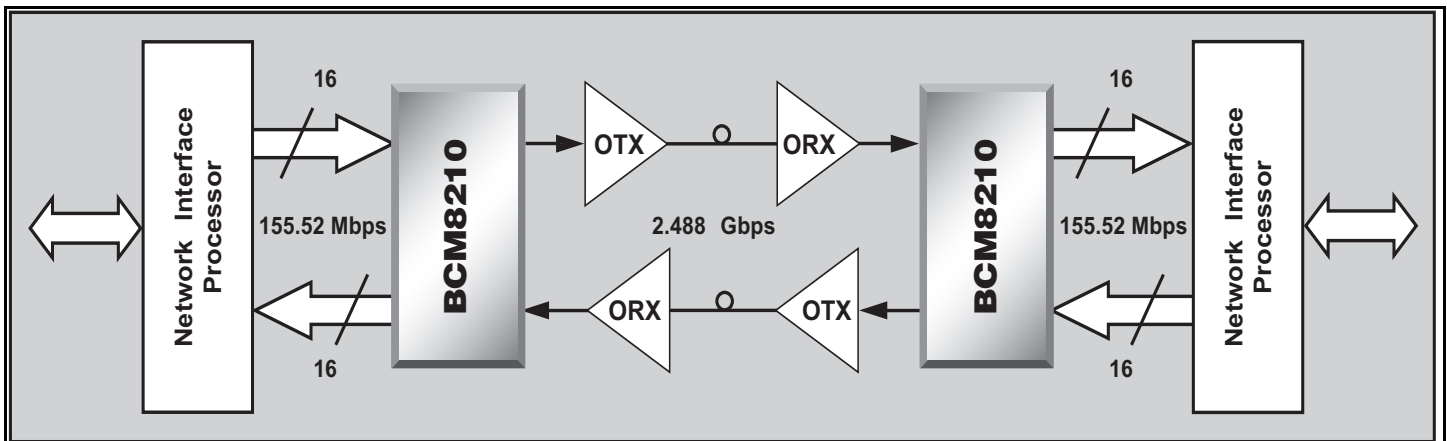 Network Interface
Processor
16
155.52 Mbps
16
BCM8210
OTX
ORX
2.488 Gbps
ORX
OTX
BCM8210
16
155.52 Mbps
16
Network Interface
Processor